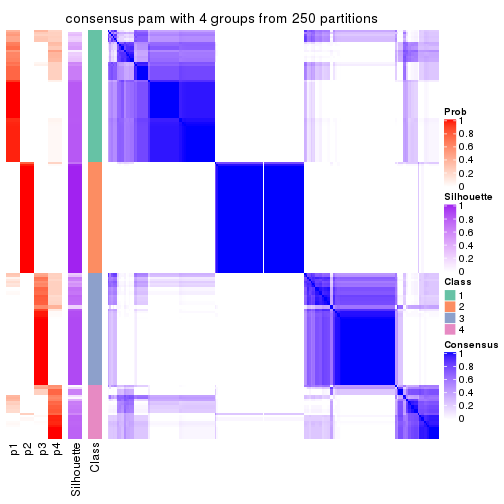 consensus pam with 4 groups from 250 partitions
Prob
1
0.8
0.6
0.4
0.2
0
Silhouette
1
0.8
0.6
0.4
0.2
0
Class
1
2
3
4
Consensus
1
0.8
0.6
0.4
0.2
0
p1
p2
p3
p4
Silhouette
Class